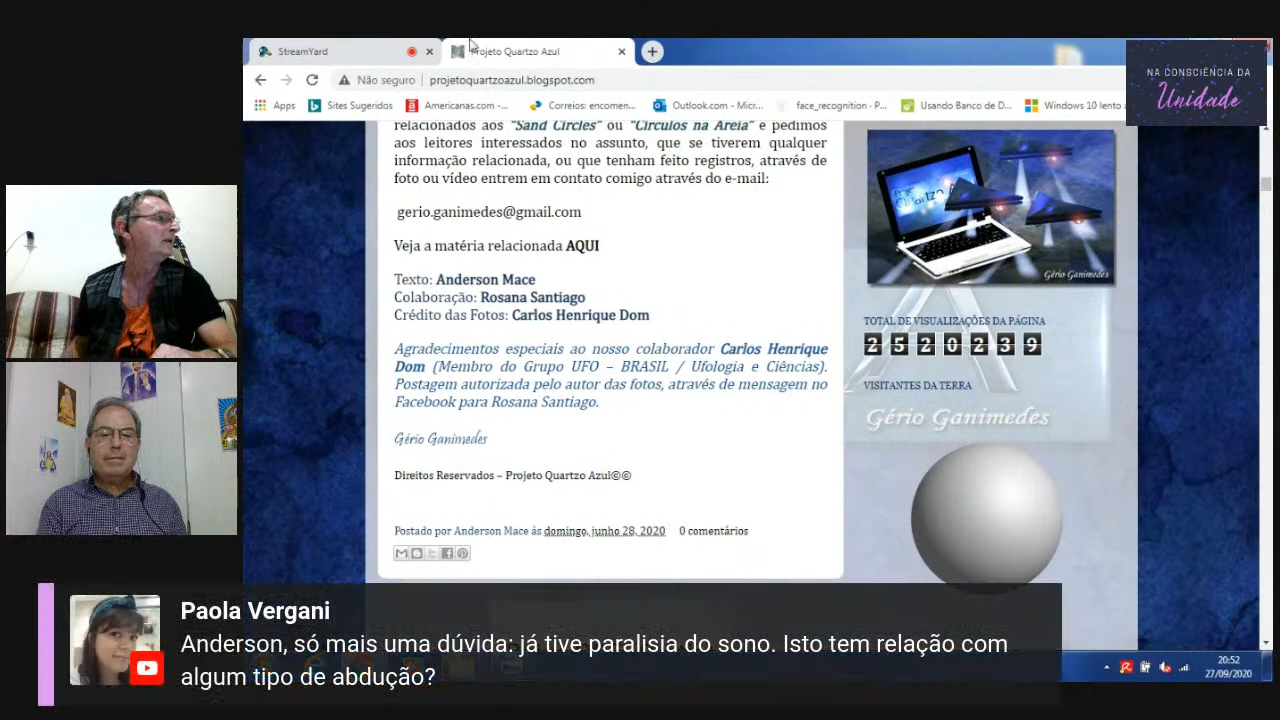 StreamYard
Projeto Quartzo Azul
Não seguro
projetoquartzoazul.blogspot.com
Apps
Sites Sugeridos
Americanas.com -...
Correios: encomen...
Outlook.com - Micr...
face_recognition · P...
Usando Banco de D...
Windows 10 lento a
NA CONSCIÊNCIA DA
Unidade
relacionados aos "Sand Circles" ou "Círculos na Areia" e pedimos
aos leitores interessados no assunto, que se tiverem qualquer
informação relacionada, ou que tenham feito registros, através de
foto ou vídeo entrem em contato comigo através do e-mail:
gerio.ganimedes@gmail.com
Veja a matéria relacionada AQUI
Texto: Anderson Mace
Colaboração: Rosana Santiago
Crédito das Fotos: Carlos Henrique Dom
Agradecimentos especiais ao nosso colaborador Carlos Henrique
Dom (Membro do Grupo UFO – BRASIL / Ufologia e Ciências).
Postagem autorizada pelo autor das fotos, através de mensagem no
Facebook para Rosana Santiago.
Gério Ganimedes
Direitos Reservados – Projeto Quartzo Azul©©
Postado por Anderson Mace às domingo, junho 28, 2020 0 comentários
Gério Ganimedes
TOTAL DE VISUALIZAÇÕES DA PÁGINA
2520239
VISITANTES DA TERRA
Gério Ganimedes
Paola Vergani
Anderson, só mais uma dúvida: já tive paralisia do sono. Isto tem relação com
algum tipo de abdução?
20:52
27/09/2020